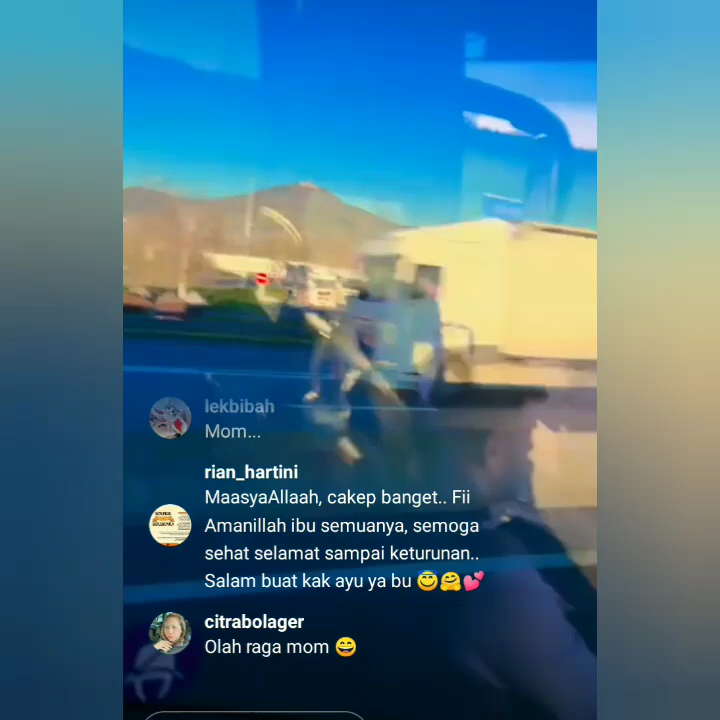 lekbibah
Mom...
rian_hartini
MaasyaAllaah, cakep banget.. Fii
Amanillah ibu semuanya, semoga
sehat selamat sampai keturunan..
Salam buat kak ayu ya bu 😇🤗💕
citrabolager
Olah raga mom 😄